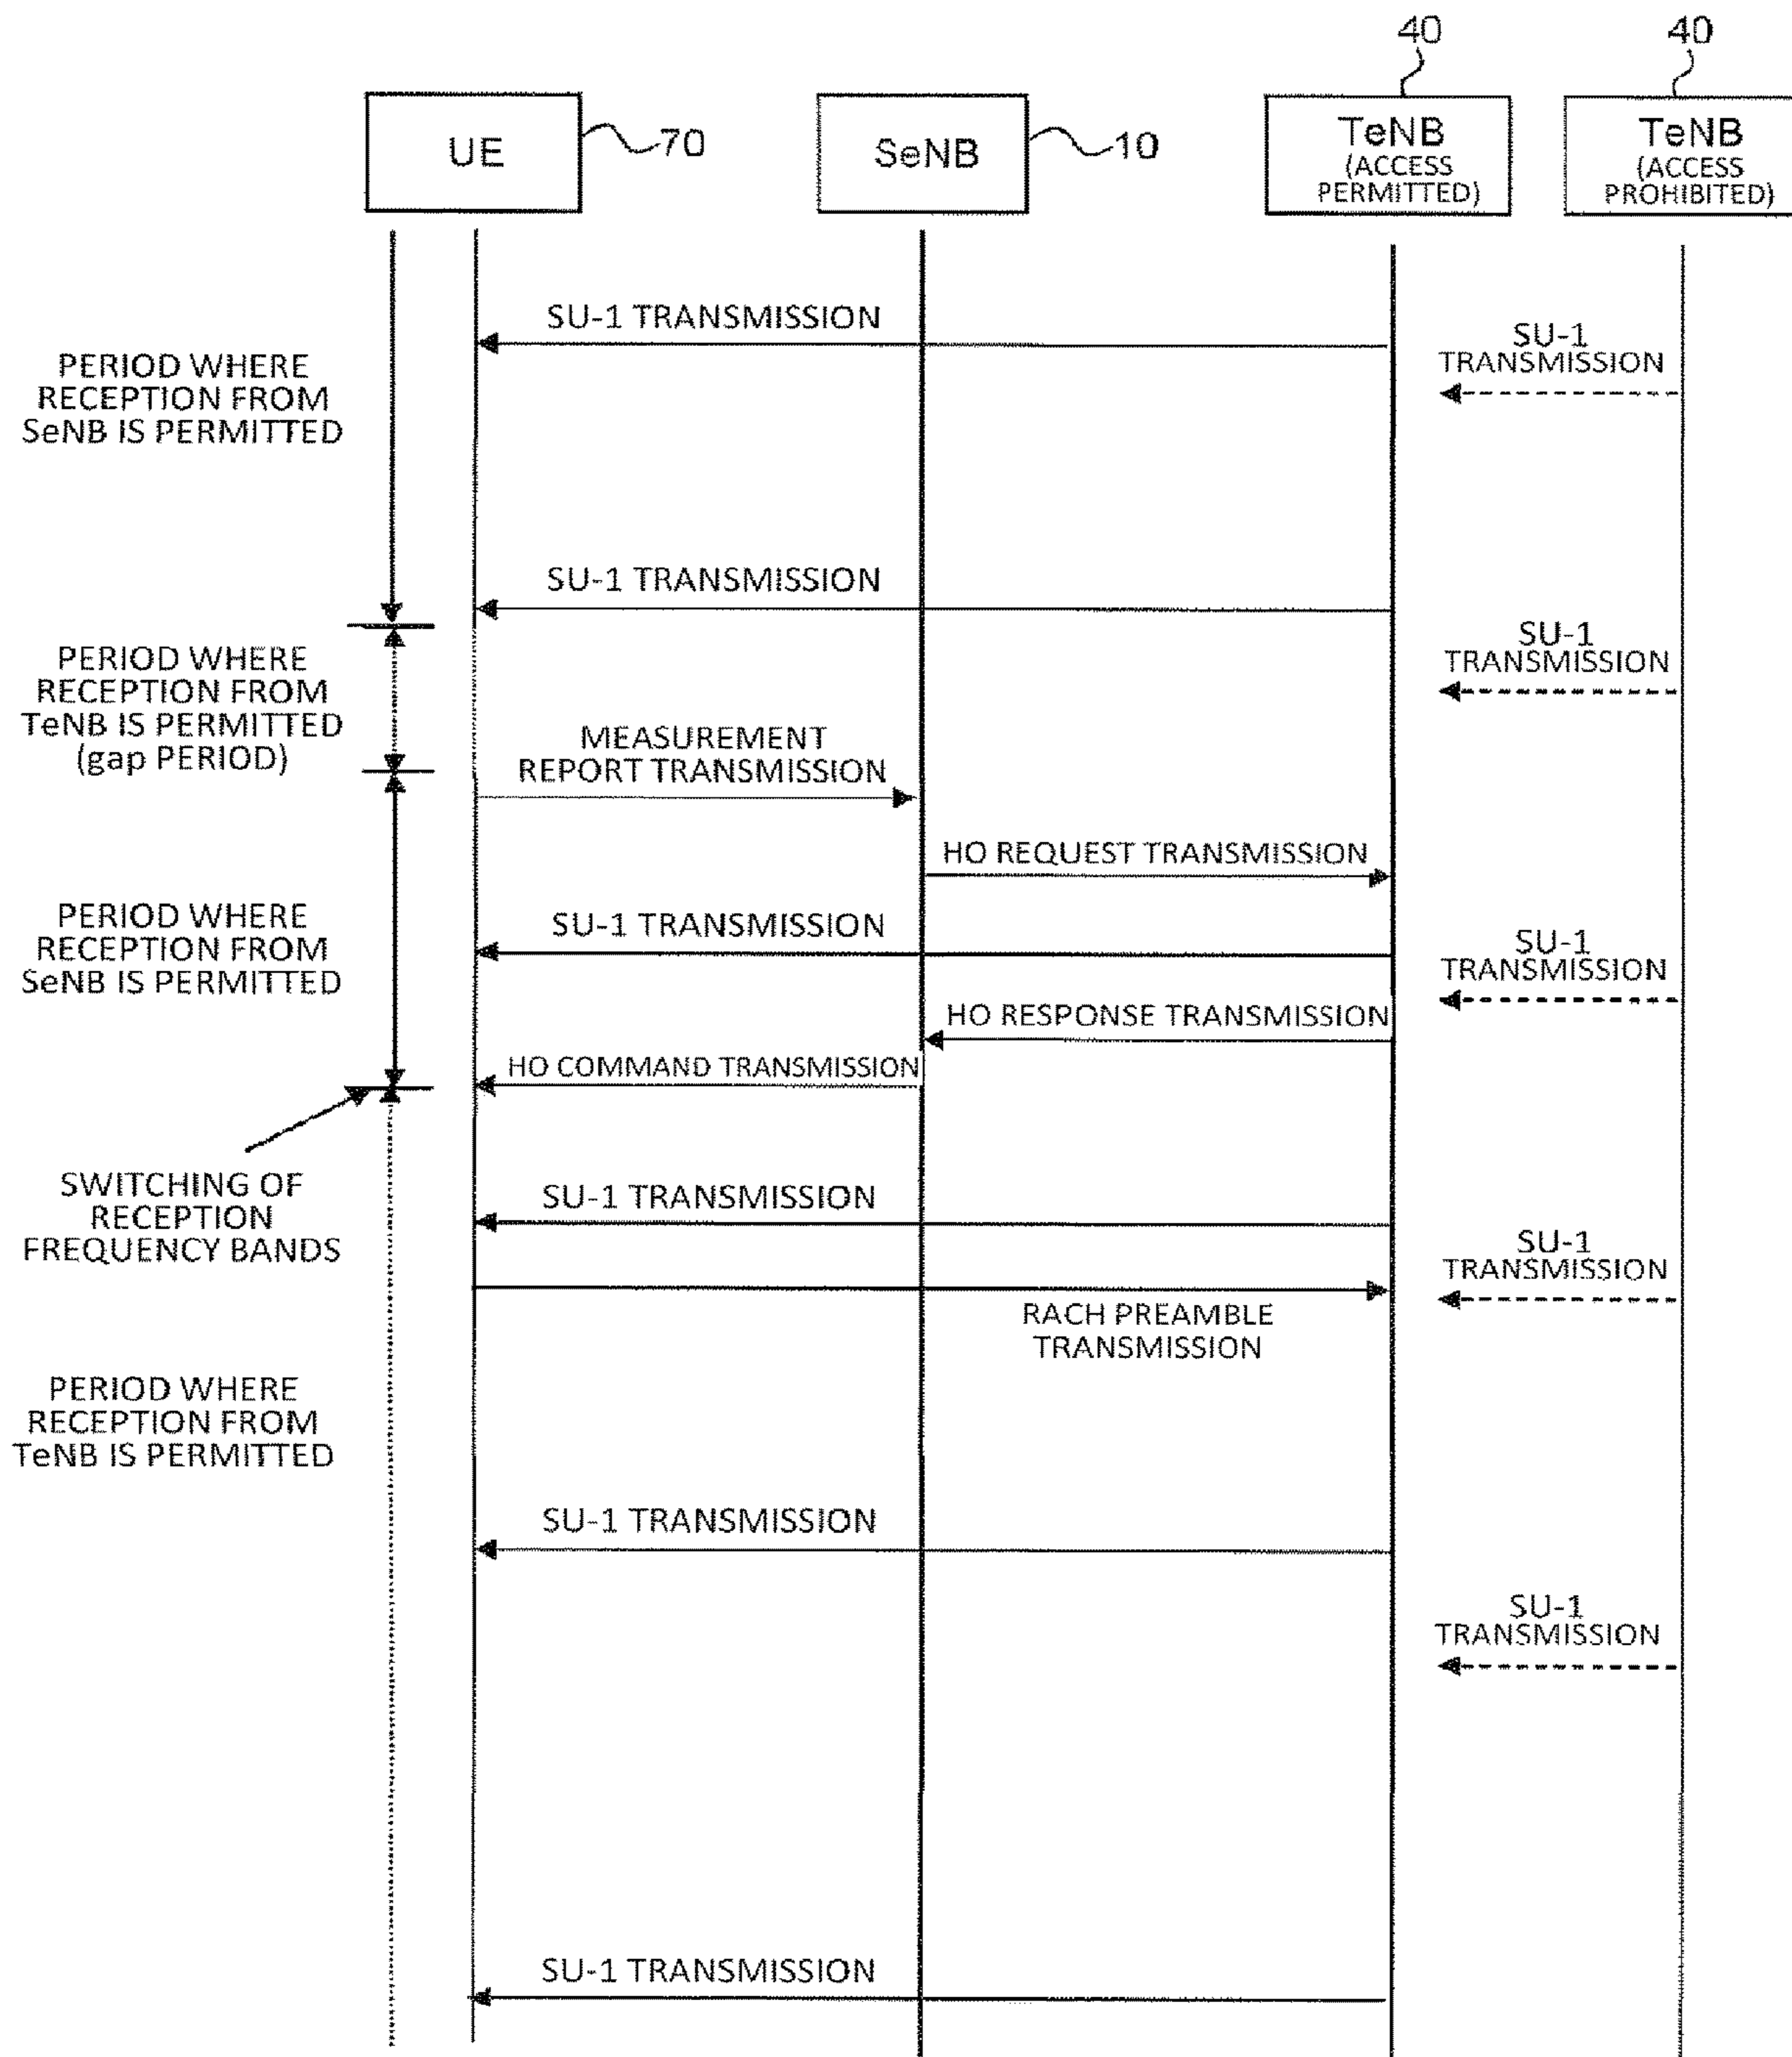 40
40
UE
70
SeNB
10
TeNB
(ACCESS
PERMITTED)
TeNB
(ACCESS
PROHIBITED)
SU-1 TRANSMISSION
SU-1
TRANSMISSION
PERIOD WHERE
RECEPTION FROM
SeNB IS PERMITTED
SU-1 TRANSMISSION
SU-1
TRANSMISSION
PERIOD WHERE
RECEPTION FROM
TeNB IS PERMITTED
(gap PERIOD)
MEASUREMENT
REPORT TRANSMISSION
HO REQUEST TRANSMISSION
PERIOD WHERE
RECEPTION FROM
SeNB IS PERMITTED
SU-1 TRANSMISSION
SU-1
TRANSMISSION
HO RESPONSE TRANSMISSION
HO COMMAND TRANSMISSION
SWITCHING OF
RECEPTION
FREQUENCY BANDS
SU-1 TRANSMISSION
SU-1
TRANSMISSION
RACH PREAMBLE
TRANSMISSION
PERIOD WHERE
RECEPTION FROM
TeNB IS PERMITTED
SU-1 TRANSMISSION
SU-1
TRANSMISSION
SU-1 TRANSMISSION